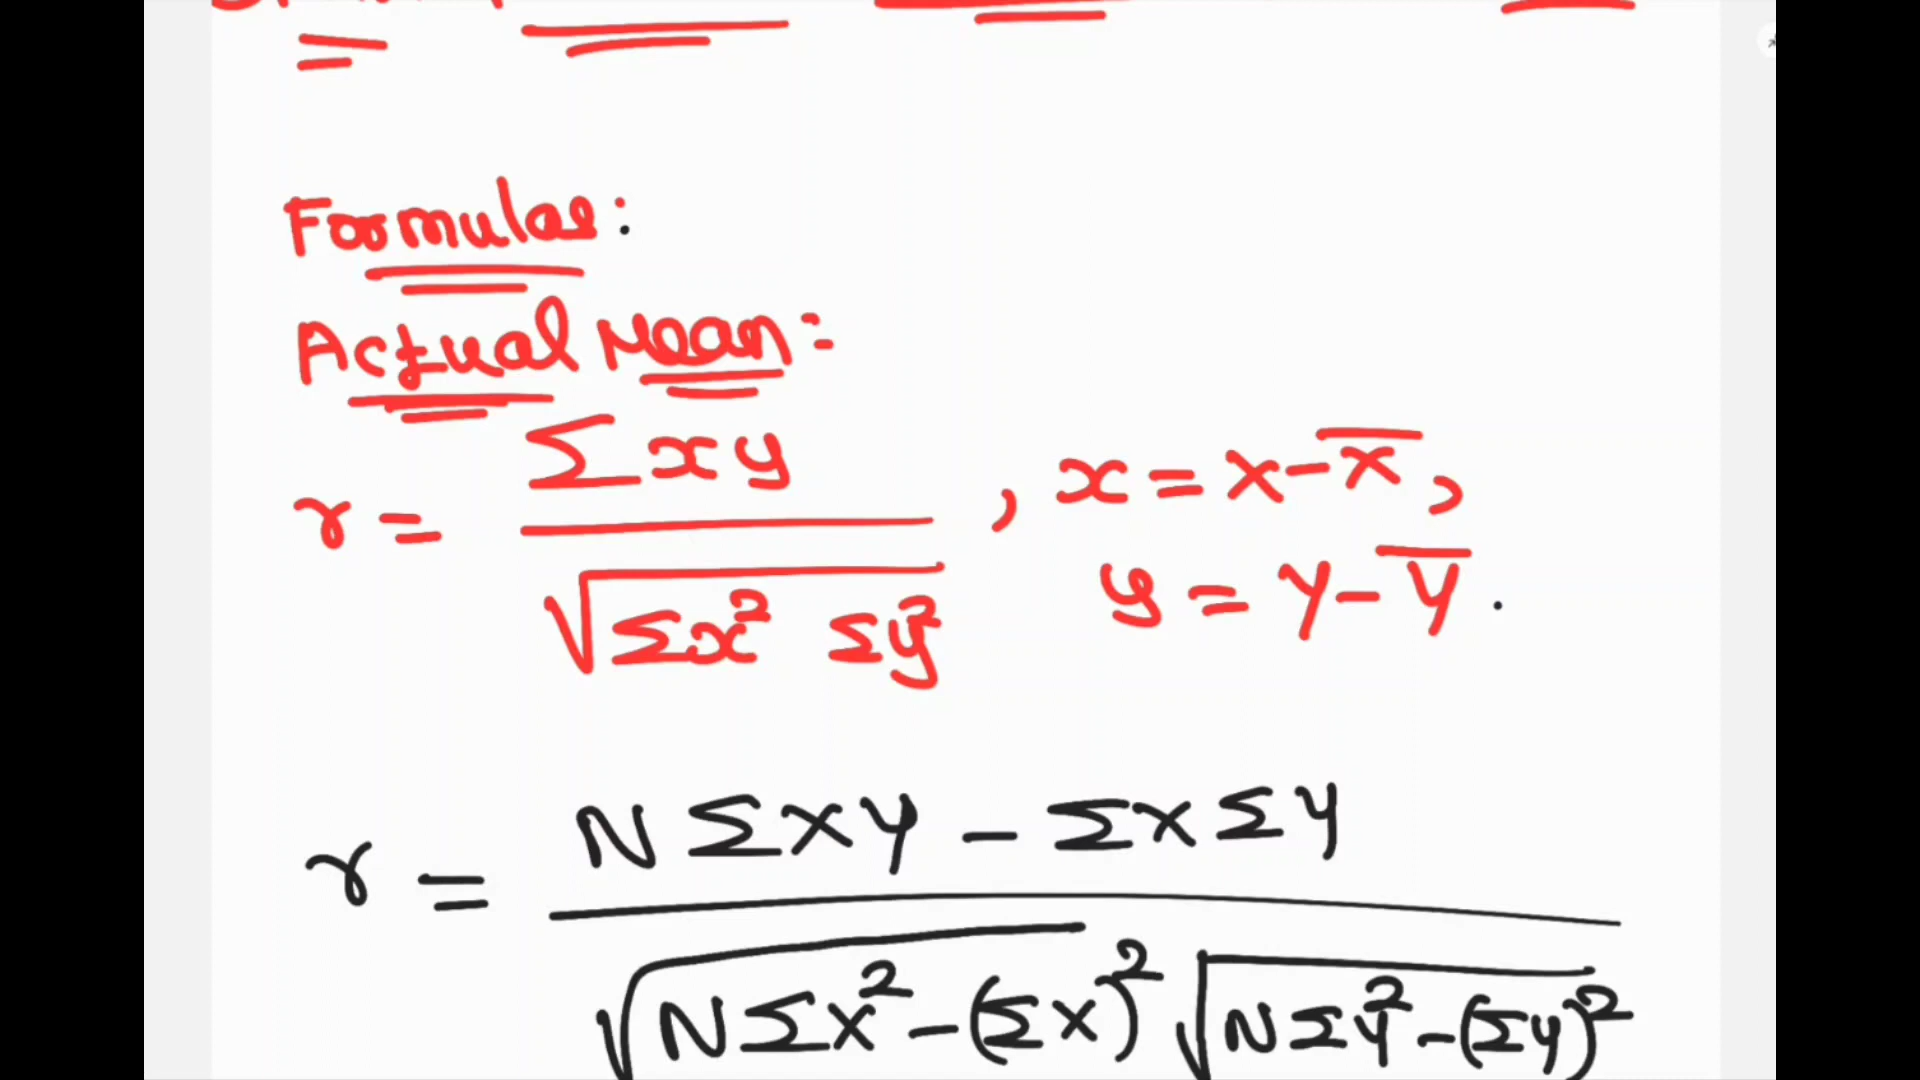 Formulas:
Actual Mean:
r = Σxy / √Σx² Σy² , x = X - X̅ ,
y = Y - Y̅ .
r = NΣXY - ΣXΣY / √NΣX² - (ΣX)² √NΣY² - (ΣY)²